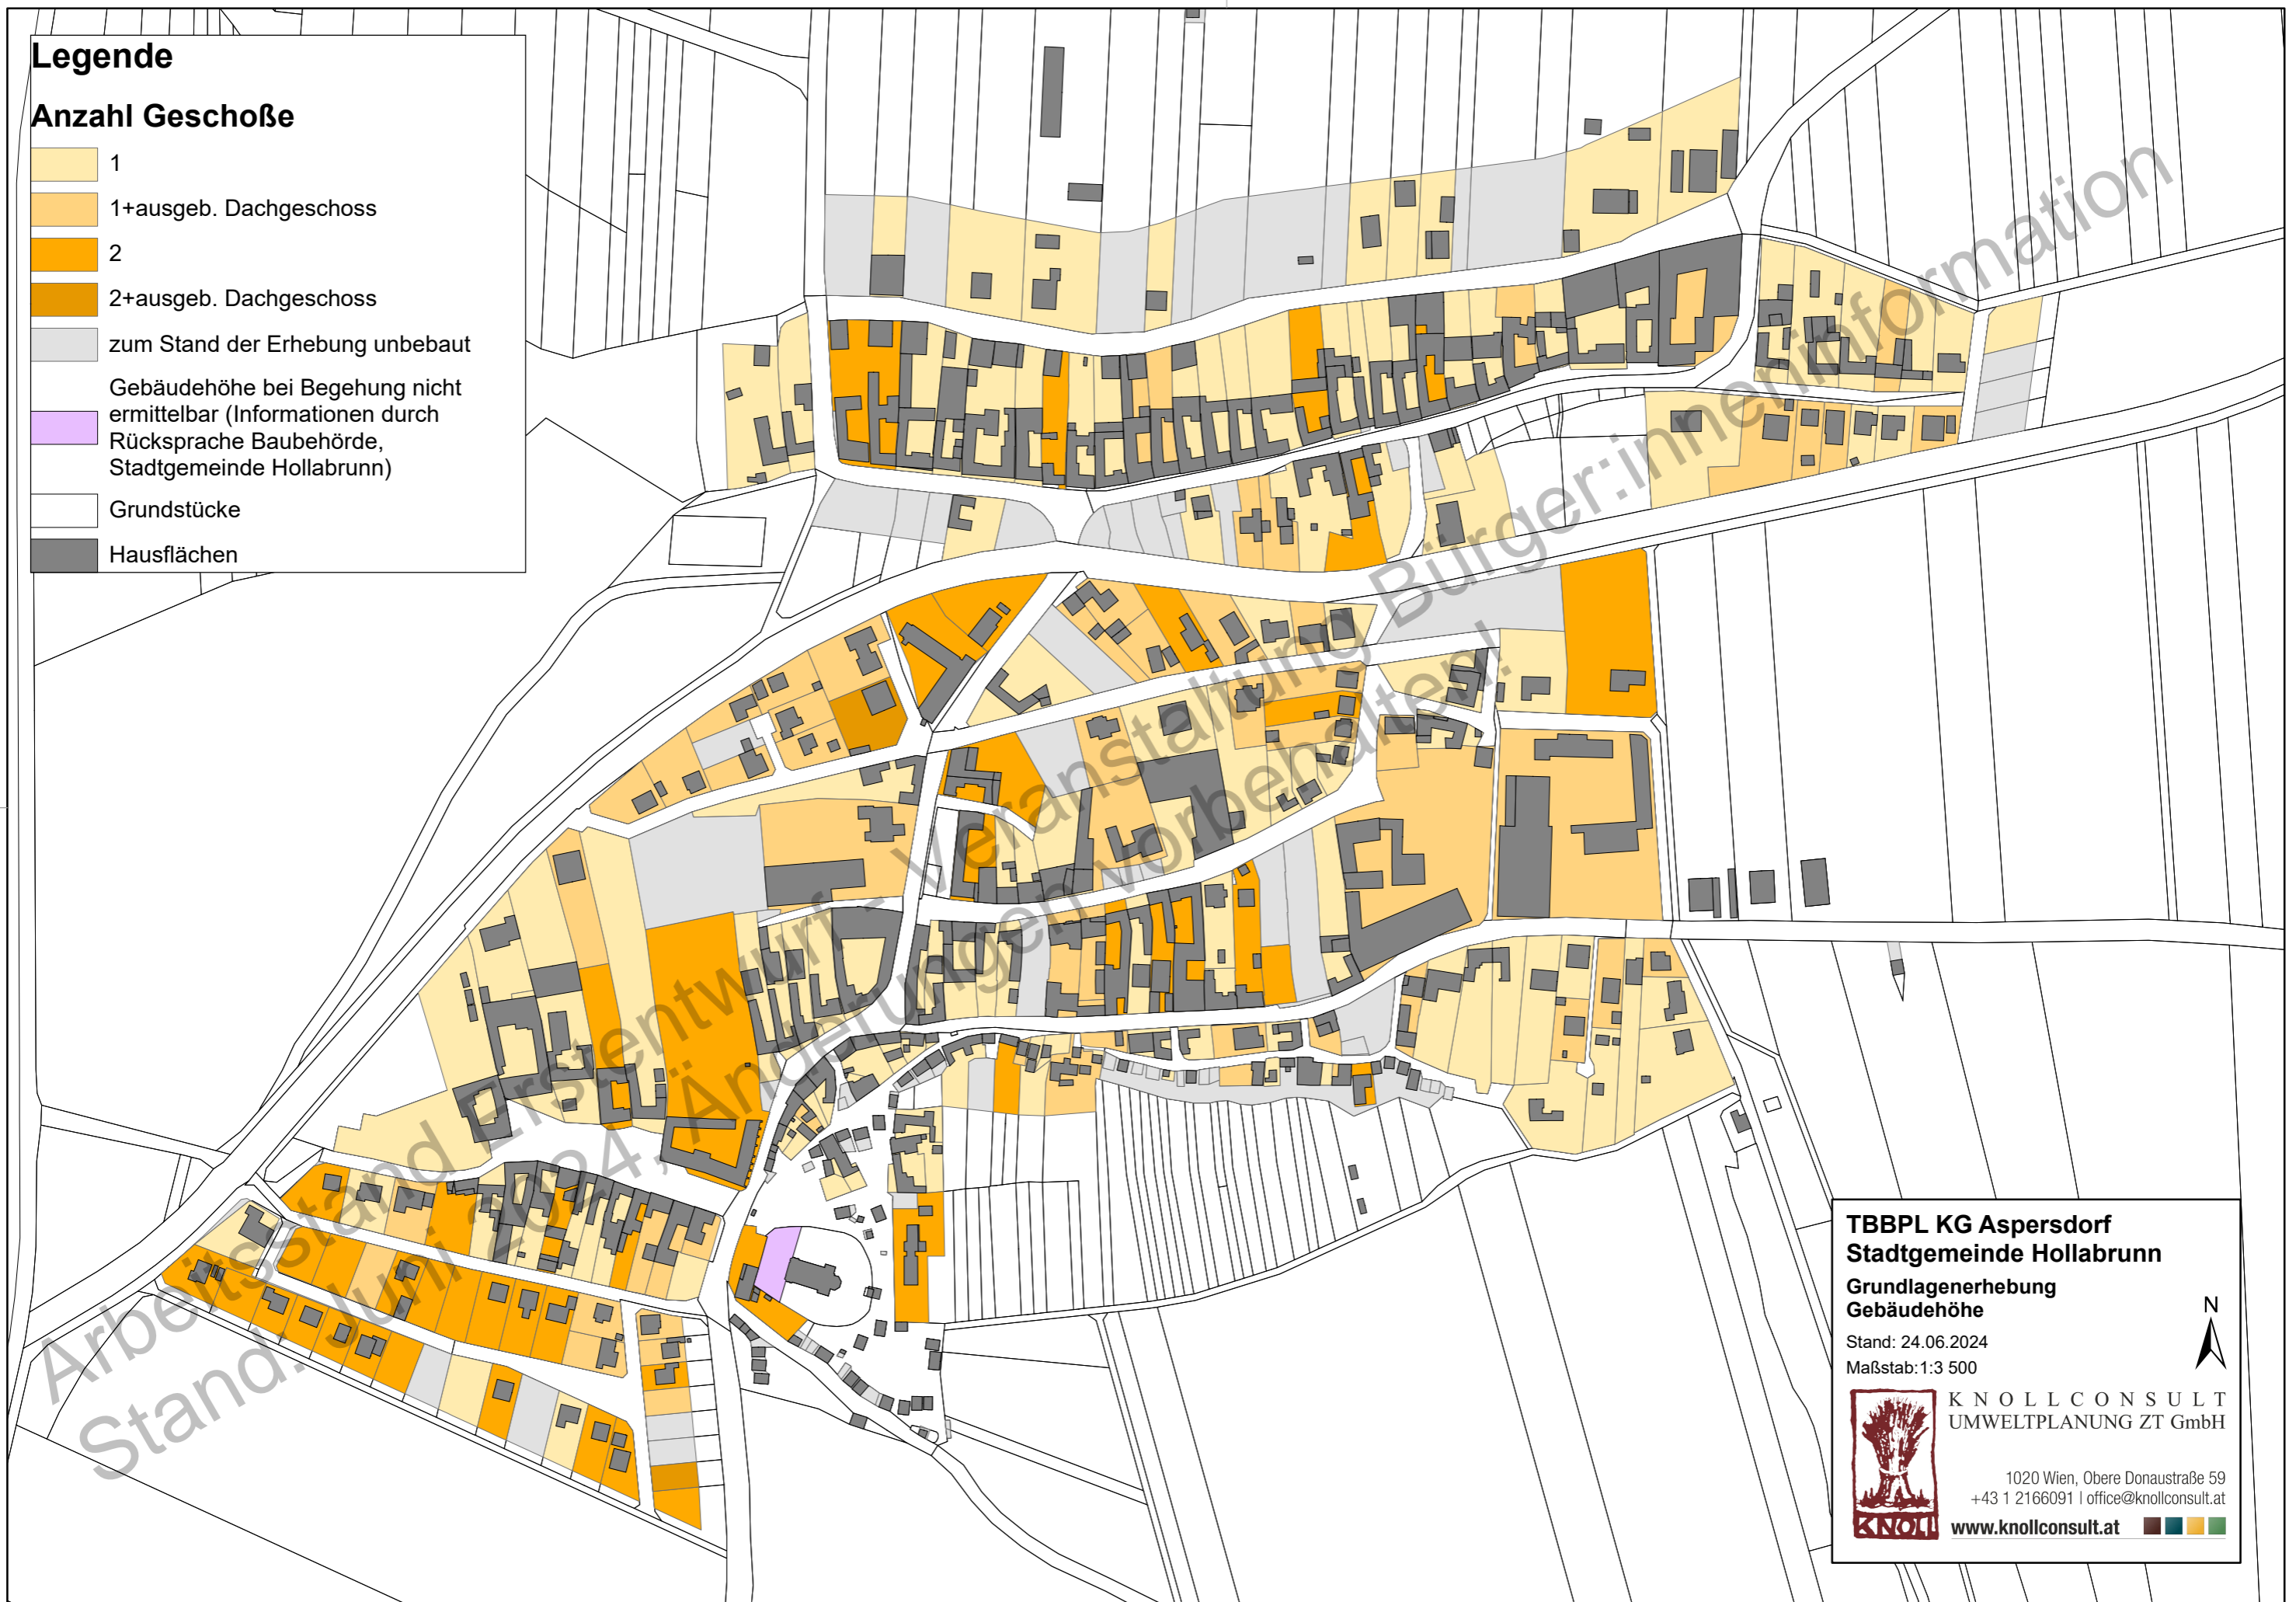 Legende
Anzahl Geschoße
1
1+ausgeb. Dachgeschoss
2
2+ausgeb. Dachgeschoss
zum Stand der Erhebung unbebaut
Gebäudehöhe bei Begehung nicht
ermittelbar (Informationen durch
Rücksprache Baubehörde,
Stadtgemeinde Hollabrunn)
Grundstücke
Hausflächen
Arbeitsstand Erstentwurf - Veranstaltung Bürger:inneninformation
Stand: Juni 2024, Änderungen vorbehalten!
TBBPL KG Aspersdorf
Stadtgemeinde Hollabrunn
Grundlagenerhebung
Gebäudehöhe
N
Stand: 24.06.2024
Maßstab:1:3 500
KNOLLCONSULT
UMWELTPLANUNG ZT GmbH
1020 Wien, Obere Donaustraße 59
+43 1 2166091 | office@knollconsult.at
KNOLL
www.knollconsult.at